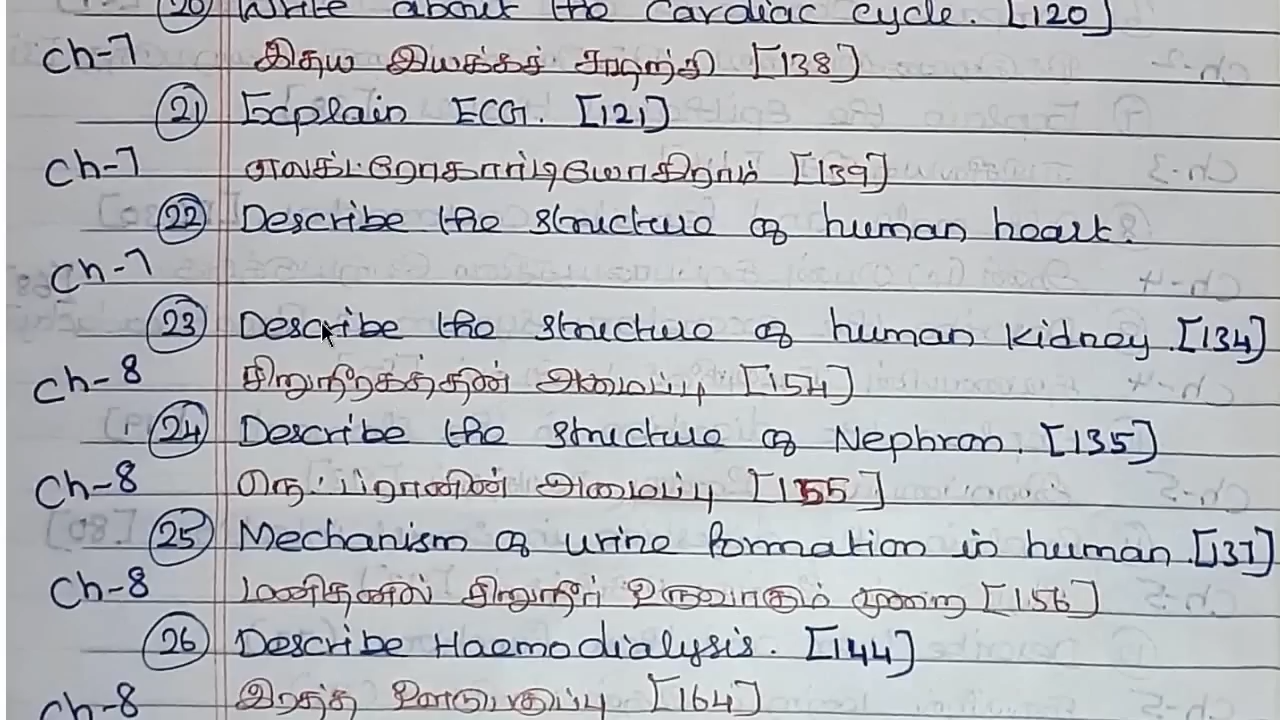 20 Write about the Cardiac cycle. [120]
Ch-7 இதய இயக்கச் சுழற்சி [138]
21 Explain ECG. [121]
Ch-7 எலக்ட்ரோகார்டியோகிராம் [139]
22 Describe the structure of human heart.
Ch-7
23 Describe the structure of human Kidney. [134]
Ch-8 சிறுநீரகத்தின் அமைப்பு [154]
24 Describe the structure of Nephron. [135]
Ch-8 நெஃப்ரானின் அமைப்பு [155]
25 Mechanism of urine formation in human [137]
Ch-8 மனிதனில் சிறுநீர் உருவாகும் முறை [156]
26 Describe Haemodialysis. [144]
Ch-8 இரத்த ஊடுபகுப்பு [164]